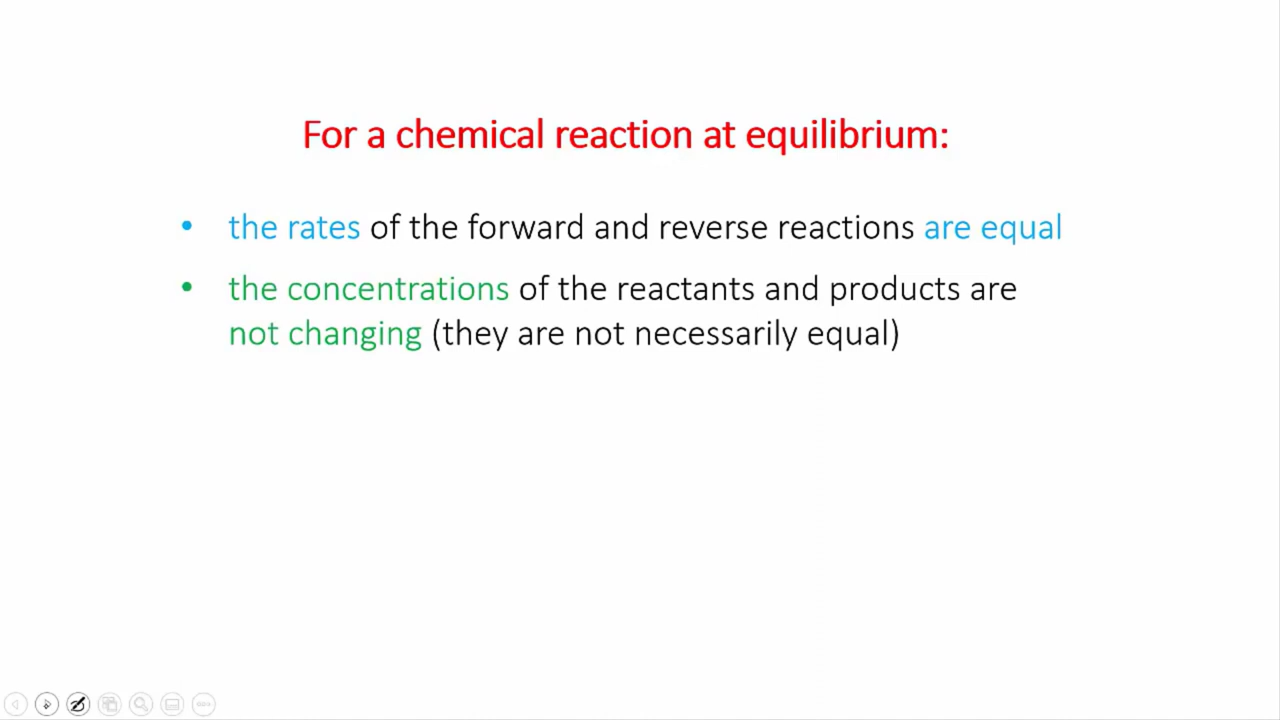 For a chemical reaction at equilibrium:
• the rates of the forward and reverse reactions are equal
• the concentrations of the reactants and products are
not changing (they are not necessarily equal)